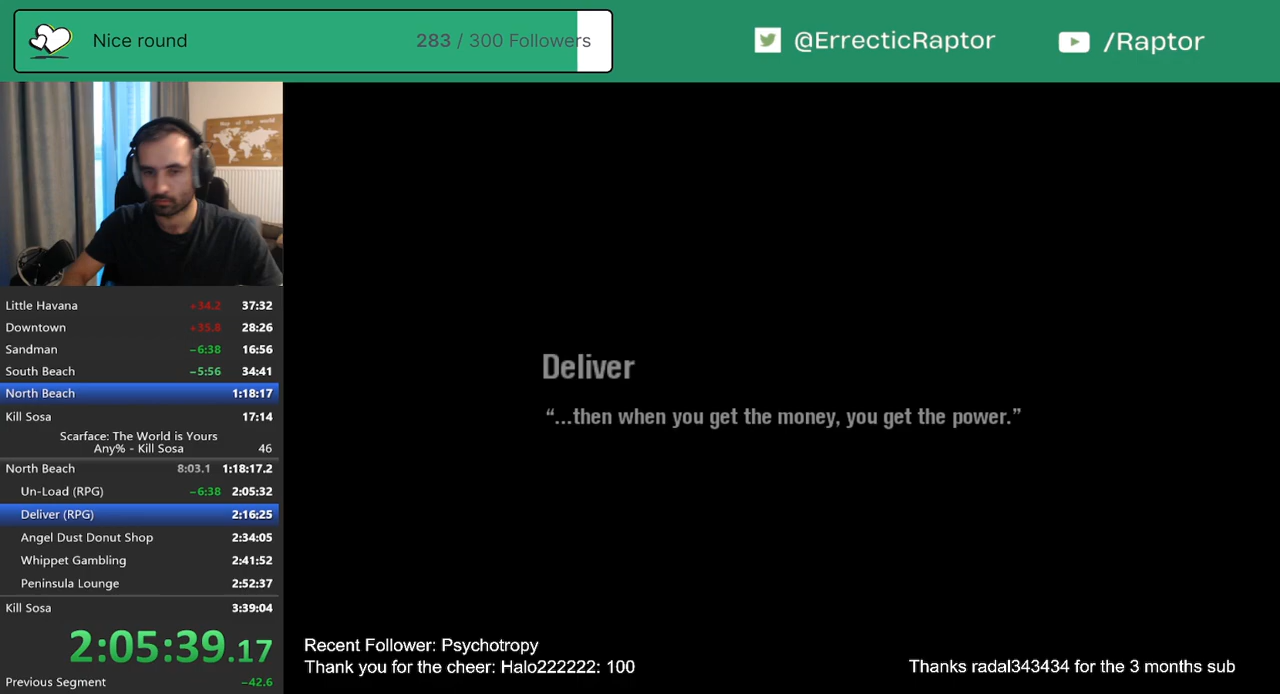 Nice round 283 / 300 Followers @ErrecticRaptor /Raptor
Map of the world
Little Havana +34.2 37:32
Downtown +35.8 28:26
Sandman −6:38 16:56
South Beach −5:56 34:41
North Beach 1:18:17
Kill Sosa 17:14
Scarface: The World is Yours
Any% - Kill Sosa 46
North Beach 8:03.1 1:18:17.2
Un-Load (RPG) −6:38 2:05:32
Deliver (RPG) 2:16:25
Angel Dust Donut Shop 2:34:05
Whippet Gambling 2:41:52
Peninsula Lounge 2:52:37
Kill Sosa 3:39:04
2:05:39.17
Previous Segment −42.6
Deliver
“...then when you get the money, you get the power.”
Recent Follower: Psychotropy
Thank you for the cheer: Halo222222: 100
Thanks radal343434 for the 3 months sub